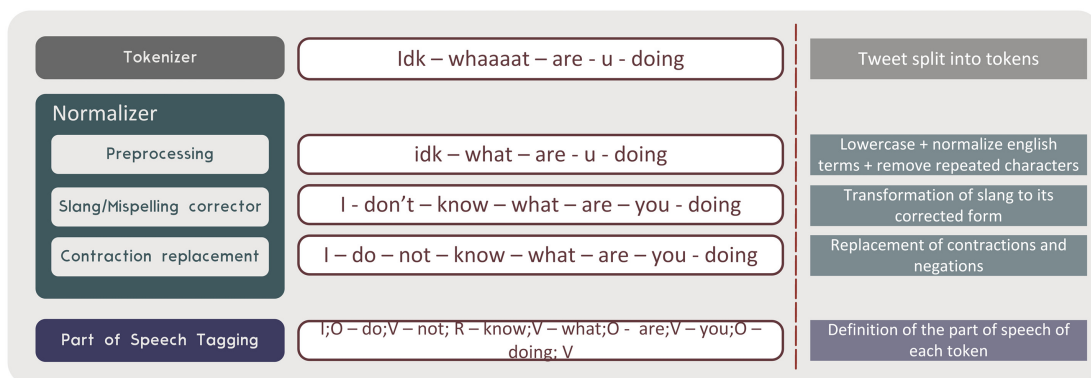 Tokenizer
Idk – whaaaat – are - u - doing
Tweet split into tokens
Normalizer
Preprocessing
idk – what – are - u - doing
Lowercase + normalize english
terms + remove repeated characters
Slang/Mispelling corrector
I - don't – know – what – are – you - doing
Transformation of slang to its
corrected form
Contraction replacement
I – do – not – know – what – are – you - doing
Replacement of contractions and
negations
Part of Speech Tagging
I;O – do;V – not; R – know;V – what;O - are;V – you;O –
doing; V
Definition of the part of speech of
each token